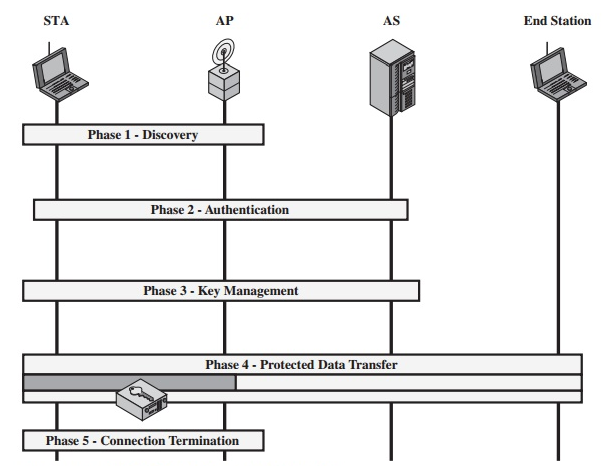 STA AP AS End Station
Phase 1 - Discovery
Phase 2 - Authentication
Phase 3 - Key Management
Phase 4 - Protected Data Transfer
Phase 5 - Connection Termination